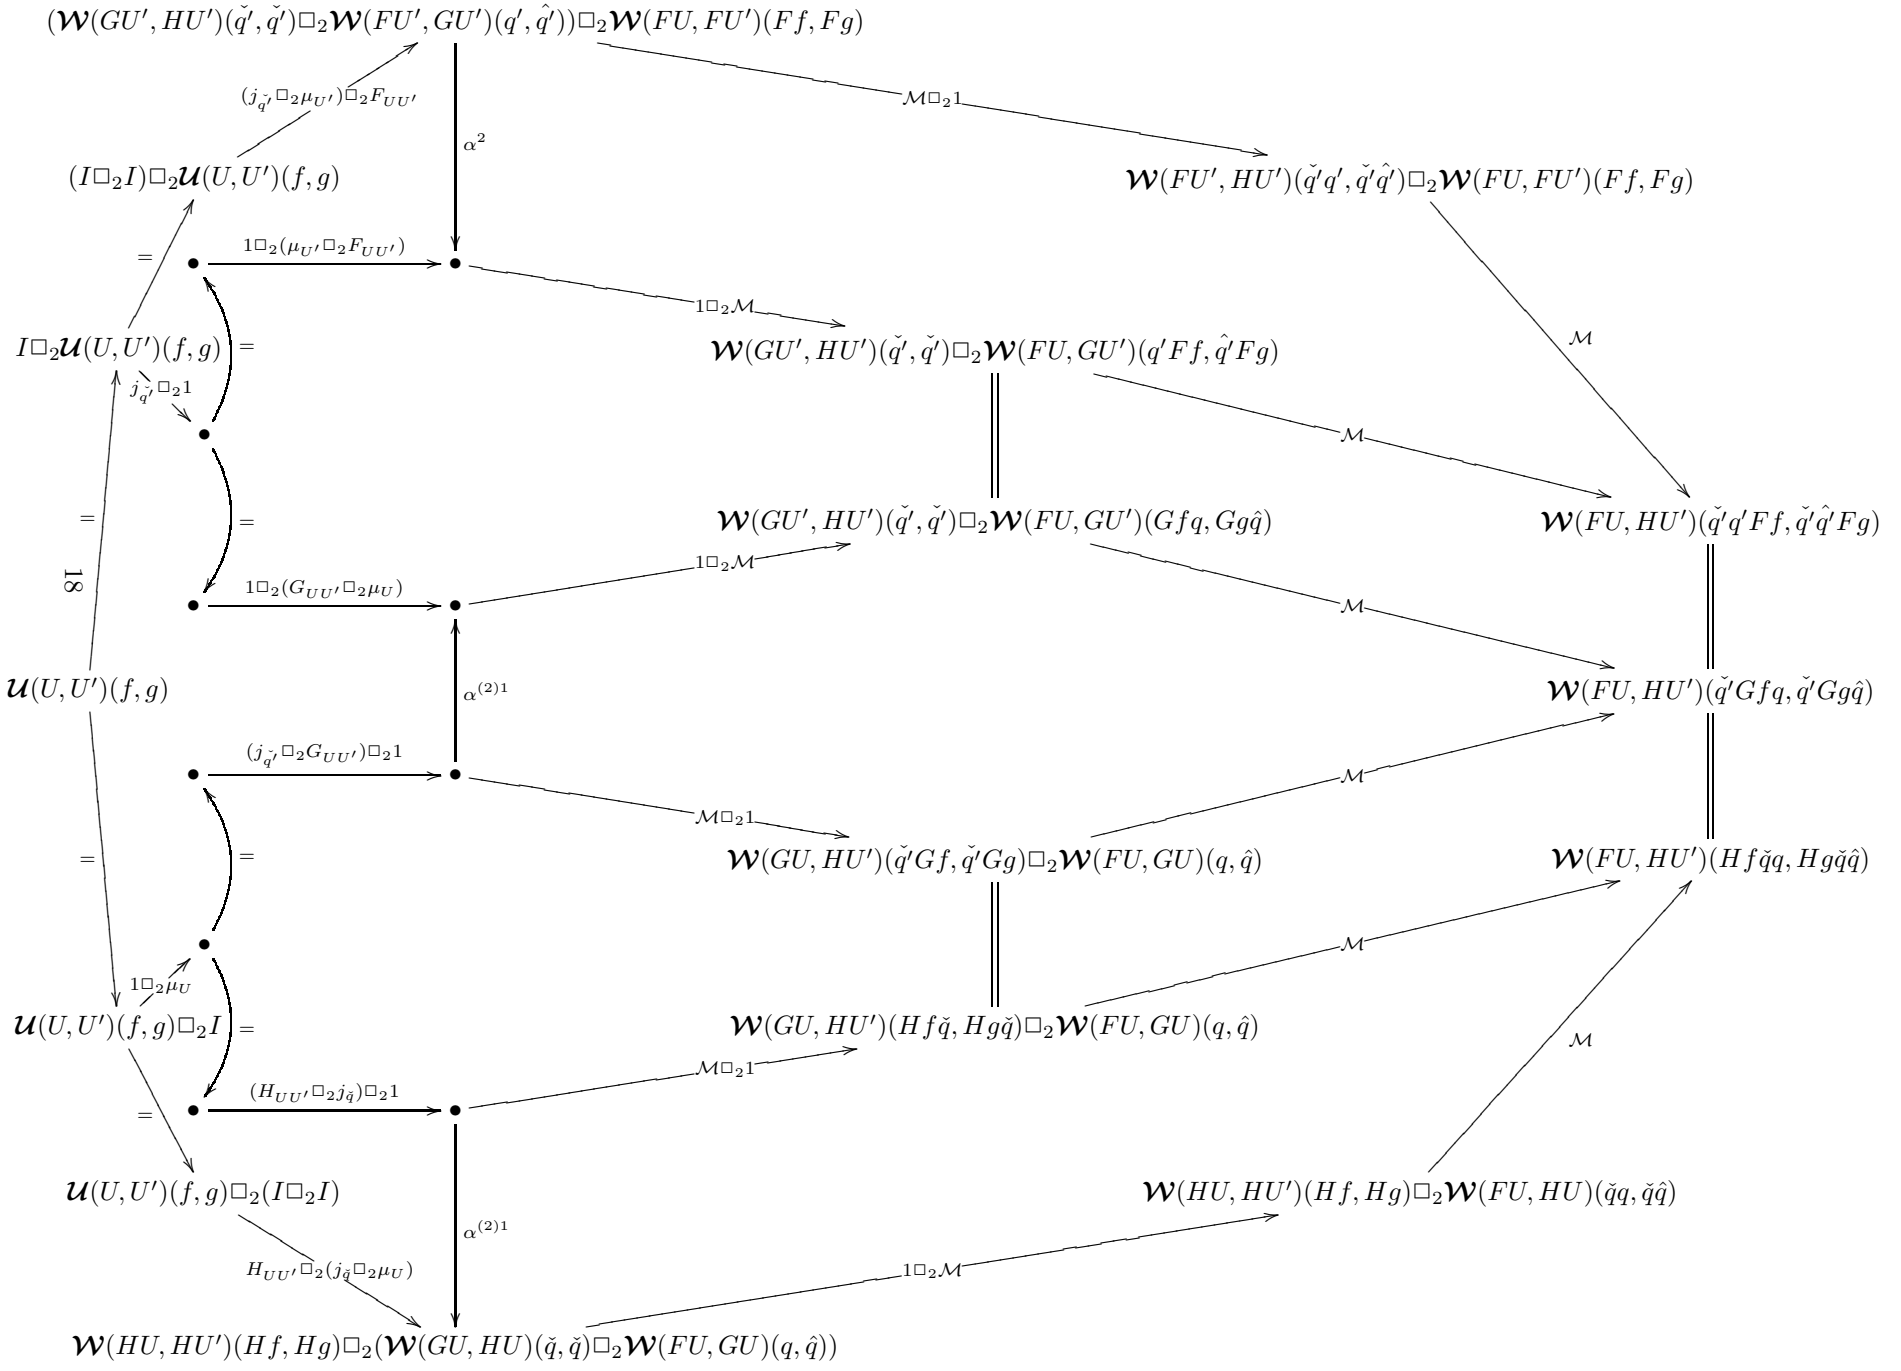 (𝓦(GU′, HU′)(q̌′, q̌′)□₂𝓦(FU′, GU′)(q′, q̂′))□₂𝓦(FU, FU′)(Ff, Fg)
(j_{q̌′}□₂μ_{U′})□₂F_{UU′}
ℳ□₂1
α²
(I□₂I)□₂𝓤(U, U′)(f, g)
𝓦(FU′, HU′)(q̌′q′, q̌′q̂′)□₂𝓦(FU, FU′)(Ff, Fg)
=
1□₂(μ_{U′}□₂F_{UU′})
1□₂ℳ
ℳ
I□₂𝓤(U, U′)(f, g)
=
𝓦(GU′, HU′)(q̌′, q̌′)□₂𝓦(FU, GU′)(q′Ff, q̂′Fg)
j_{q̌′}□₂1
ℳ
=
=
𝓦(GU′, HU′)(q̌′, q̌′)□₂𝓦(FU, GU′)(Gfq, Ggq̂)
𝓦(FU, HU′)(q̌′q′Ff, q̌′q̂′Fg)
1□₂ℳ
18
1□₂(G_{UU′}□₂μ_U)
ℳ
𝓤(U, U′)(f, g)
α^{(2)1}
𝓦(FU, HU′)(q̌′Gfq, q̌′Ggq̂)
(j_{q̌′}□₂G_{UU′})□₂1
ℳ
ℳ□₂1
=
=
𝓦(GU, HU′)(q̌′Gf, q̌′Gg)□₂𝓦(FU, GU)(q, q̂)
𝓦(FU, HU′)(Hfq̌q, Hgq̌q̂)
ℳ
1□₂μ_U
𝓤(U, U′)(f, g)□₂I
=
𝓦(GU, HU′)(Hfq̌, Hgq̌)□₂𝓦(FU, GU)(q, q̂)
ℳ
ℳ□₂1
(H_{UU′}□₂j_{q̌})□₂1
=
𝓤(U, U′)(f, g)□₂(I□₂I)
𝓦(HU, HU′)(Hf, Hg)□₂𝓦(FU, HU)(q̌q, q̌q̂)
α^{(2)1}
H_{UU′}□₂(j_{q̌}□₂μ_U)
1□₂ℳ
𝓦(HU, HU′)(Hf, Hg)□₂(𝓦(GU, HU)(q̌, q̌)□₂𝓦(FU, GU)(q, q̂))